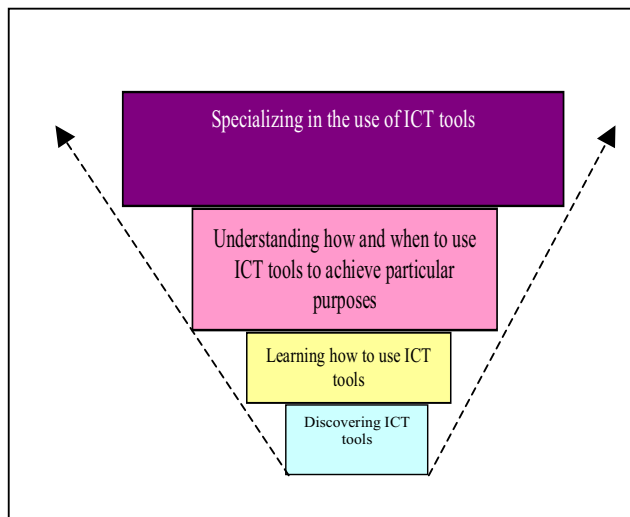 Specializing in the use of ICT tools
Understanding how and when to use
ICT tools to achieve particular
purposes
Learning how to use ICT
tools
Discovering ICT
tools